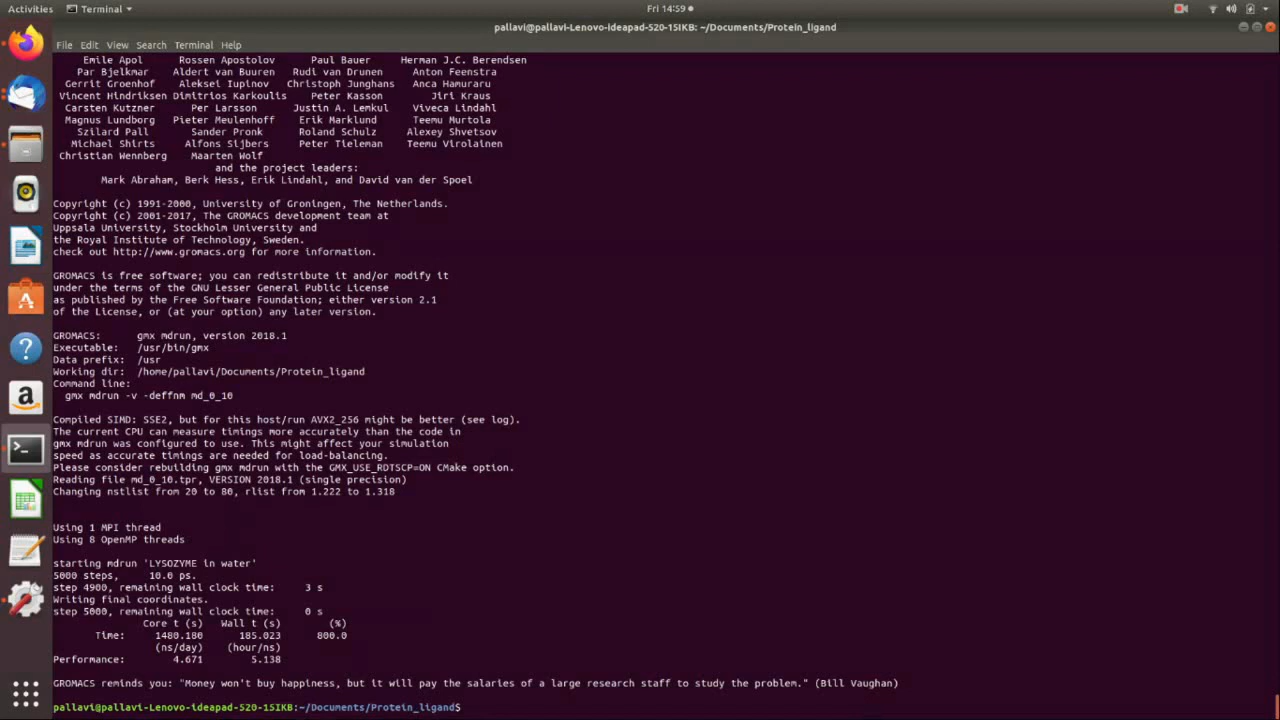 Activities Terminal Fri 14:59
pallavi@pallavi-Lenovo-ideapad-520-15IKB: ~/Documents/Protein_ligand
File Edit View Search Terminal Help
Emile Apol Rossen Apostolov Paul Bauer Herman J.C. Berendsen
Par Bjelkmar Aldert van Buuren Rudi van Drunen Anton Feenstra
Gerrit Groenhof Aleksei Iupinov Christoph Junghans Anca Hamuraru
Vincent Hindriksen Dimitrios Karkoulis Peter Kasson Jiri Kraus
Carsten Kutzner Per Larsson Justin A. Lemkul Viveca Lindahl
Magnus Lundborg Pieter Meulenhoff Erik Marklund Teemu Murtola
Szilard Pall Sander Pronk Roland Schulz Alexey Shvetsov
Michael Shirts Alfons Sijbers Peter Tieleman Teemu Virolainen
Christian Wennberg Maarten Wolf
and the project leaders:
Mark Abraham, Berk Hess, Erik Lindahl, and David van der Spoel
Copyright (c) 1991-2000, University of Groningen, The Netherlands.
Copyright (c) 2001-2017, The GROMACS development team at
Uppsala University, Stockholm University and
the Royal Institute of Technology, Sweden.
check out http://www.gromacs.org for more information.
GROMACS is free software; you can redistribute it and/or modify it
under the terms of the GNU Lesser General Public License
as published by the Free Software Foundation; either version 2.1
of the License, or (at your option) any later version.
GROMACS: gmx mdrun, version 2018.1
Executable: /usr/bin/gmx
Data prefix: /usr
Working dir: /home/pallavi/Documents/Protein_ligand
Command line:
gmx mdrun -v -deffnm md_0_10
Compiled SIMD: SSE2, but for this host/run AVX2_256 might be better (see log).
The current CPU can measure timings more accurately than the code in
gmx mdrun was configured to use. This might affect your simulation
speed as accurate timings are needed for load-balancing.
Please consider rebuilding gmx mdrun with the GMX_USE_RDTSCP=ON CMake option.
Reading file md_0_10.tpr, VERSION 2018.1 (single precision)
Changing nstlist from 20 to 80, rlist from 1.222 to 1.318
Using 1 MPI thread
Using 8 OpenMP threads
starting mdrun 'LYSOZYME in water'
5000 steps, 10.0 ps.
step 4900, remaining wall clock time: 3 s
Writing final coordinates.
step 5000, remaining wall clock time: 0 s
Core t (s) Wall t (s) (%)
Time: 1480.180 185.023 800.0
(ns/day) (hour/ns)
Performance: 4.671 5.138
GROMACS reminds you: "Money won't buy happiness, but it will pay the salaries of a large research staff to study the problem." (Bill Vaughan)
pallavi@pallavi-Lenovo-ideapad-520-15IKB:~/Documents/Protein_ligand$